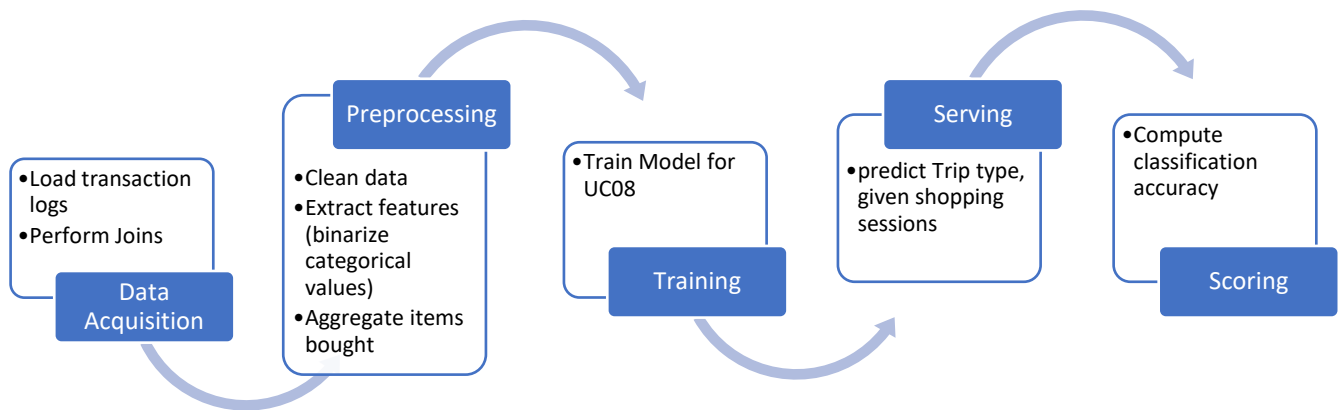 •Load transaction
logs
•Perform Joins
Data
Acquisition
Preprocessing
•Clean data
•Extract features
(binarize
categorical
values)
•Aggregate items
bought
•Train Model for
UC08
Training
Serving
•predict Trip type,
given shopping
sessions
•Compute
classification
accuracy
Scoring